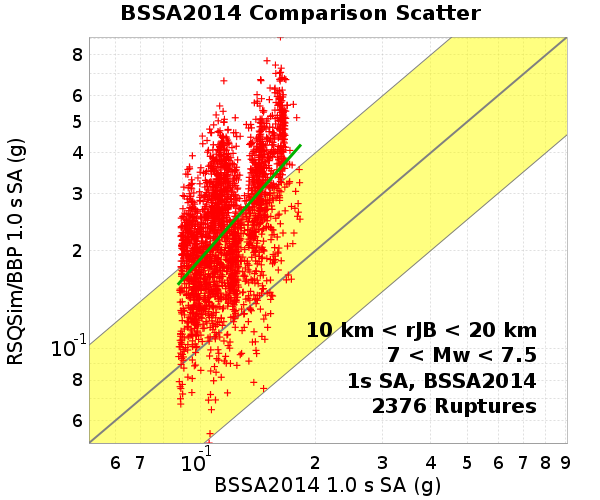 BSSA2014 Comparison Scatter
RSQSim/BBP 1.0 s SA (g)
8
6
5
4
3
2
10⁻¹
8
6
10 km < rJB < 20 km
7 < Mw < 7.5
1s SA, BSSA2014
2376 Ruptures
6 7 10⁻¹ 2 3 4 5 6 7 8 9
BSSA2014 1.0 s SA (g)